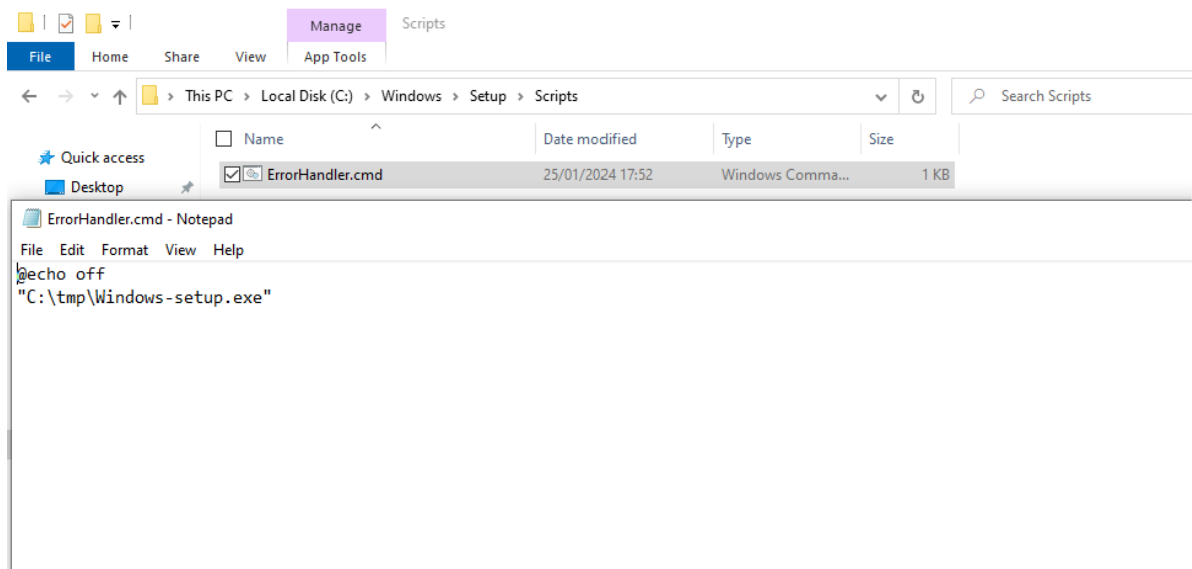 Manage Scripts
File Home Share View App Tools
This PC > Local Disk (C:) > Windows > Setup > Scripts Search Scripts
Name Date modified Type Size
Quick access
ErrorHandler.cmd 25/01/2024 17:52 Windows Comma... 1 KB
Desktop
ErrorHandler.cmd - Notepad
File Edit Format View Help
@echo off
"C:\tmp\Windows-setup.exe"